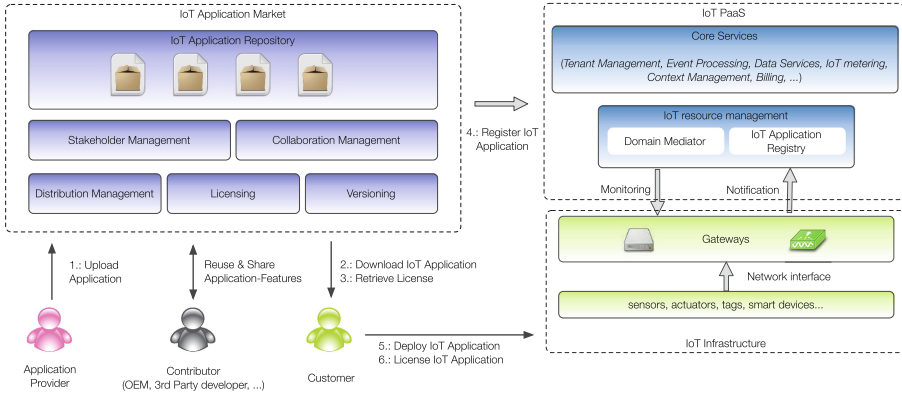 IoT Application Market
IoT Application Repository
Stakeholder Management
Collaboration Management
Distribution Management
Licensing
Versioning
4.: Register IoT
Application
IoT PaaS
Core Services
(Tenant Management, Event Processing, Data Services, IoT metering,
Context Management, Billing, ...)
IoT resource management
Domain Mediator
IoT Application
Registry
Monitoring
Notification
Gateways
Network interface
sensors, actuators, tags, smart devices...
IoT Infrastructure
1.: Upload
Application
Reuse & Share
Application-Features
2.: Download IoT Application
3.: Retrieve License
5.: Deploy IoT Application
6.: License IoT Application
Application
Provider
Contributor
(OEM, 3rd Party developer, ...)
Customer